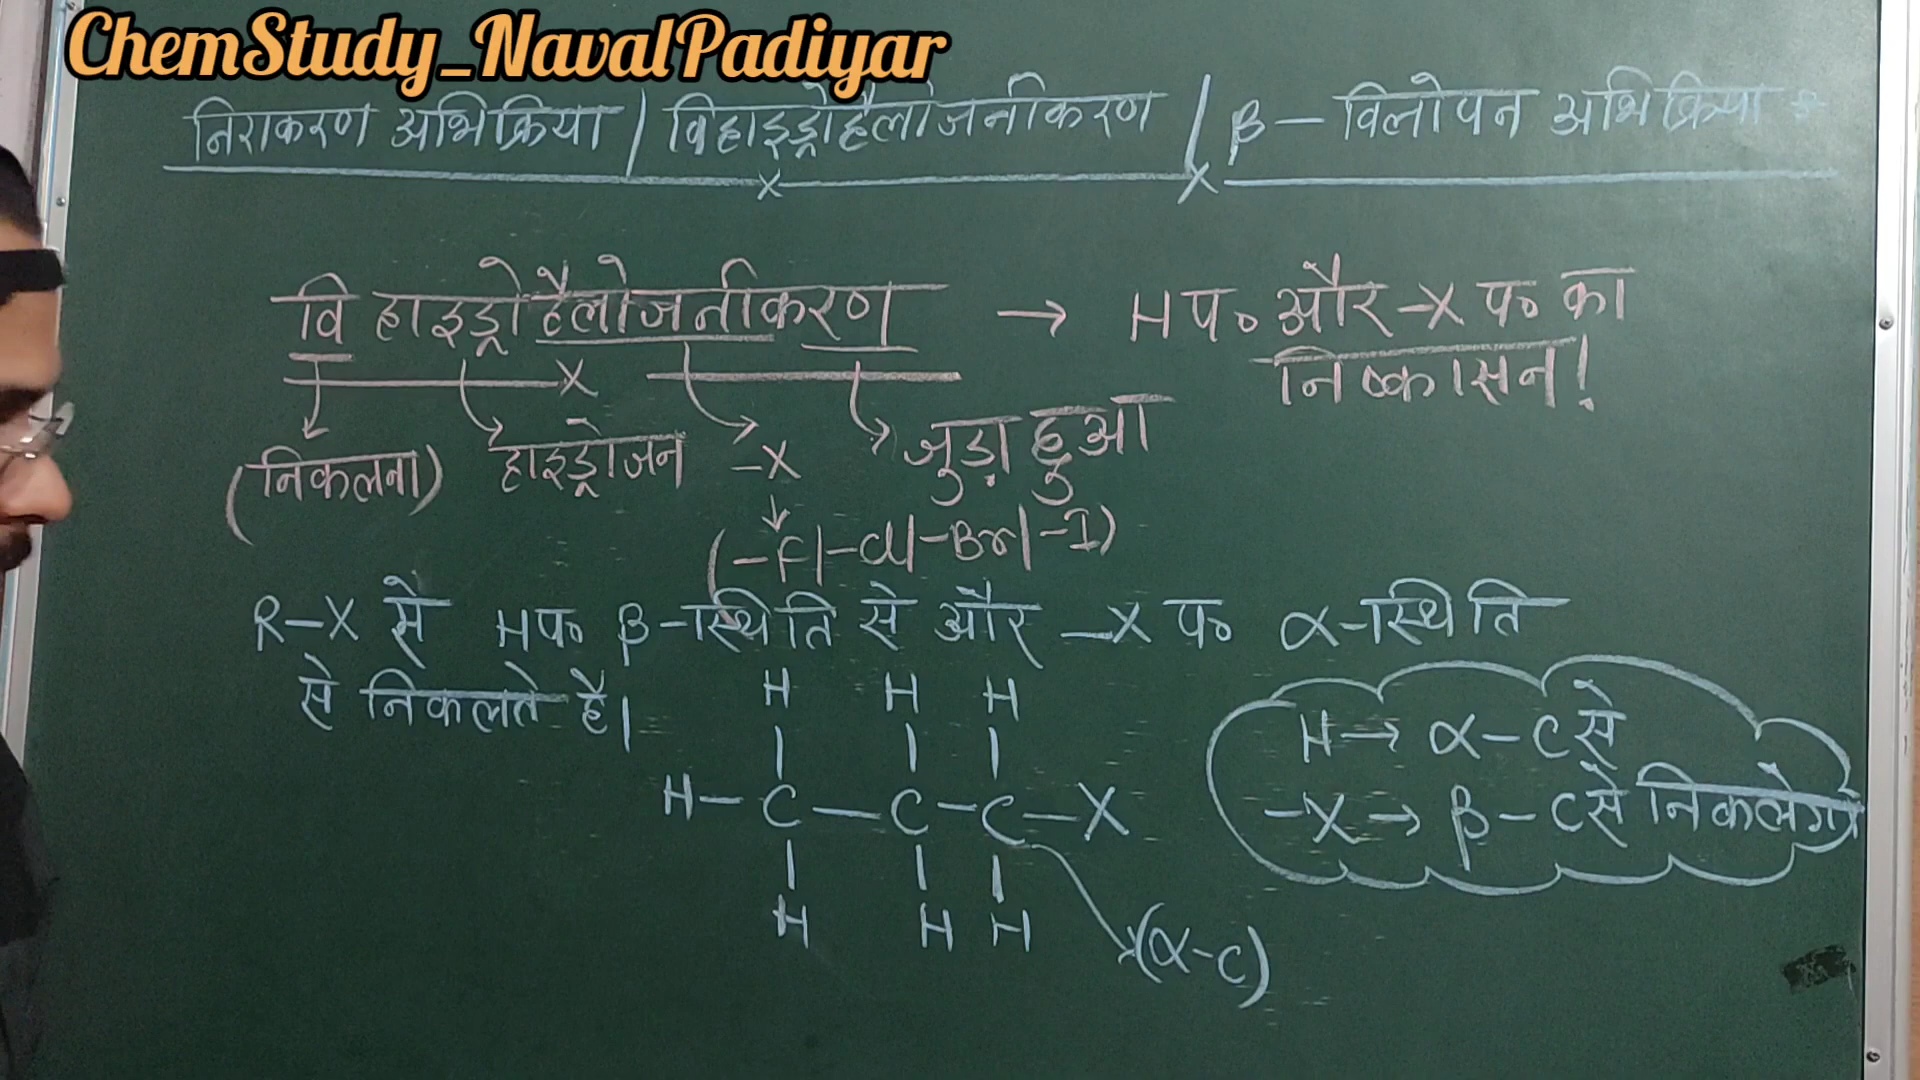 ChemStudy_NavalPadiyar
निराकरण अभिक्रिया / विहाइड्रोहैलोजनीकरण / β-विलोपन अभिक्रिया
वि हाइड्रो हैलोजनीकरण → H प० और -X प० का
निष्कासन!
(निकलना) हाइड्रोजन -X जुड़ा हुआ
(-F|-Cl|-Br|-I)
R-X से H प० β-स्थिति से और -X प० α-स्थिति
से निकलते है।
H H H
H-C-C-C-X
H H H
(α-C)
H → α-C से
-X → β-C से निकलेगा